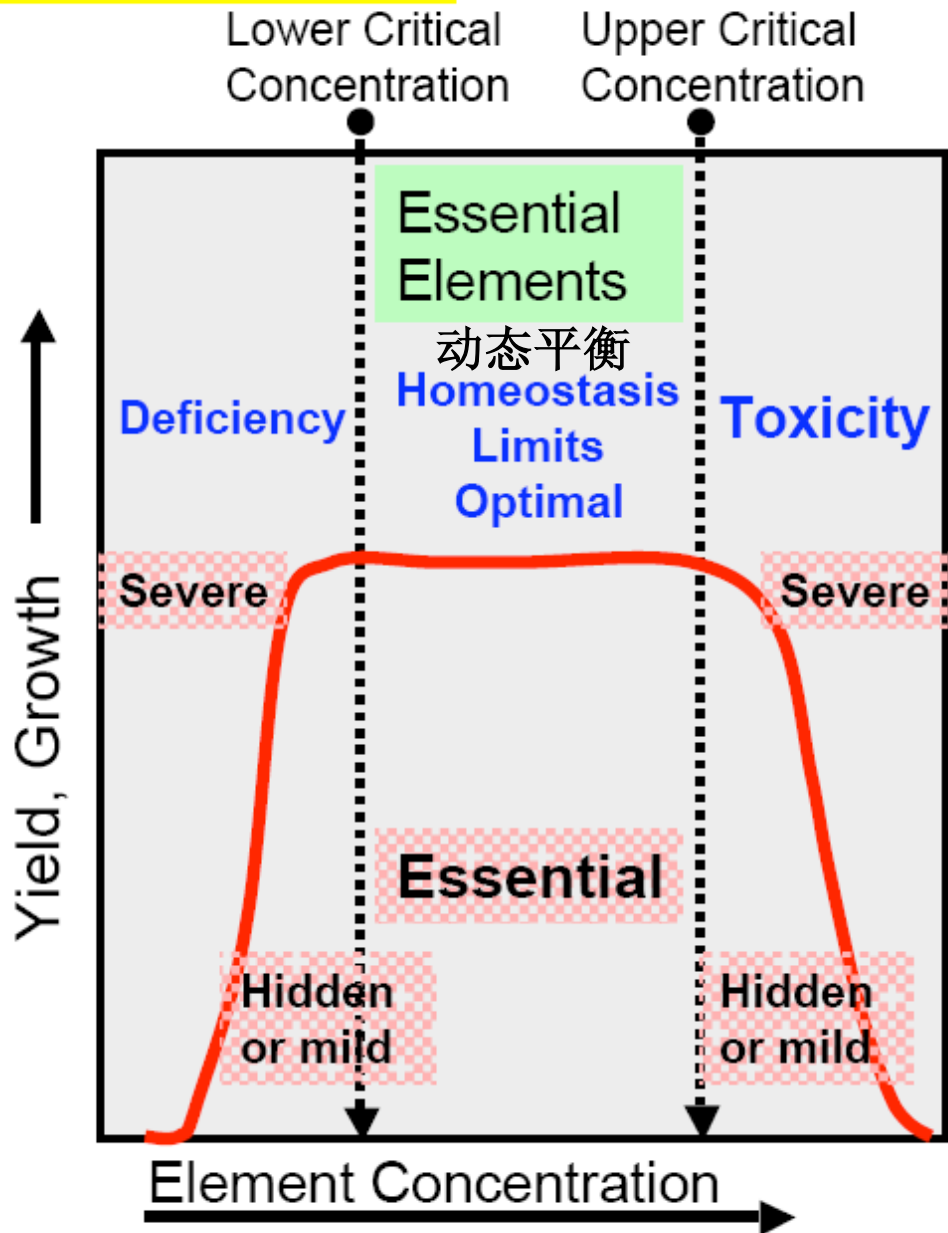 Lower Critical
Concentration
Upper Critical
Concentration
Essential
Elements
动态平衡
Homeostasis
Limits
Optimal
Deficiency
Toxicity
Severe
Severe
Essential
Hidden
or mild
Hidden
or mild
Yield, Growth
Element Concentration